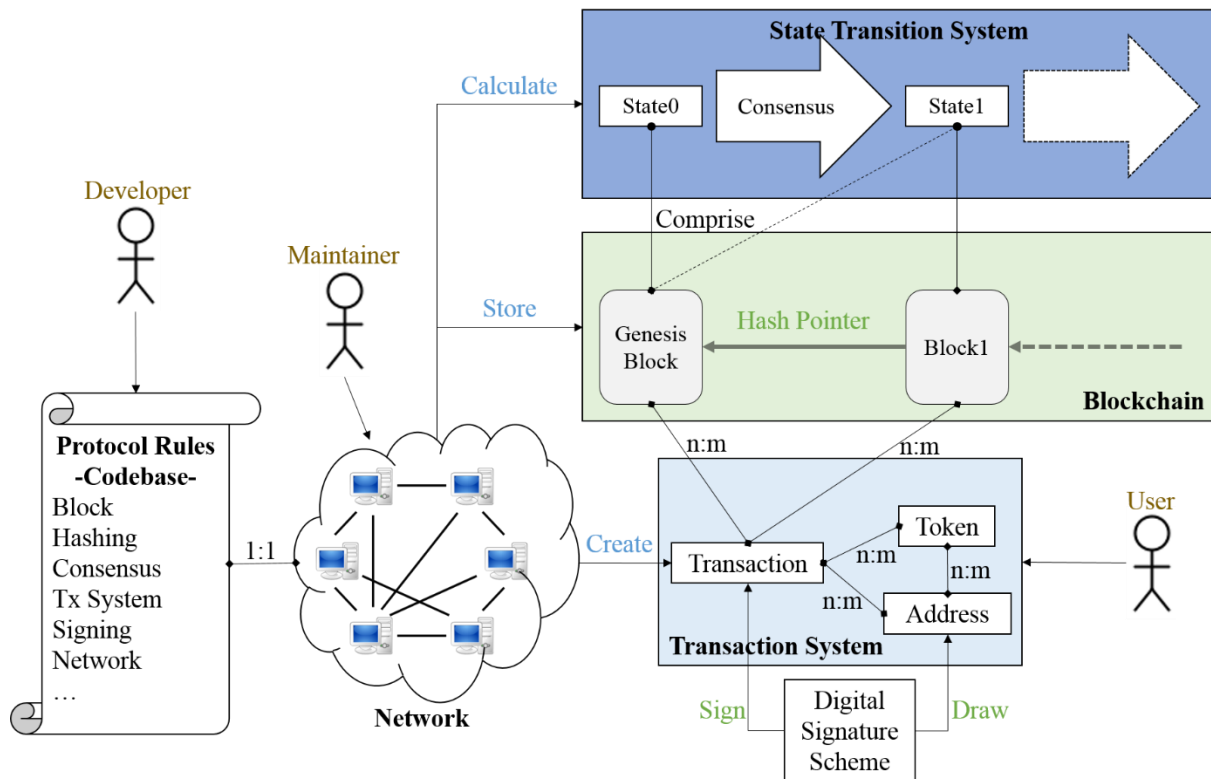 State Transition System
Calculate
State0
Consensus
State1
Developer
Comprise
Maintainer
Store
Genesis
Block
Hash Pointer
Block1
Blockchain
Protocol Rules
-Codebase-
Block
Hashing
Consensus
Tx System
Signing
Network
…
1:1
Network
n:m
n:m
User
Create
Transaction
Token
n:m
n:m
n:m
Address
Transaction System
Sign
Digital
Signature
Scheme
Draw